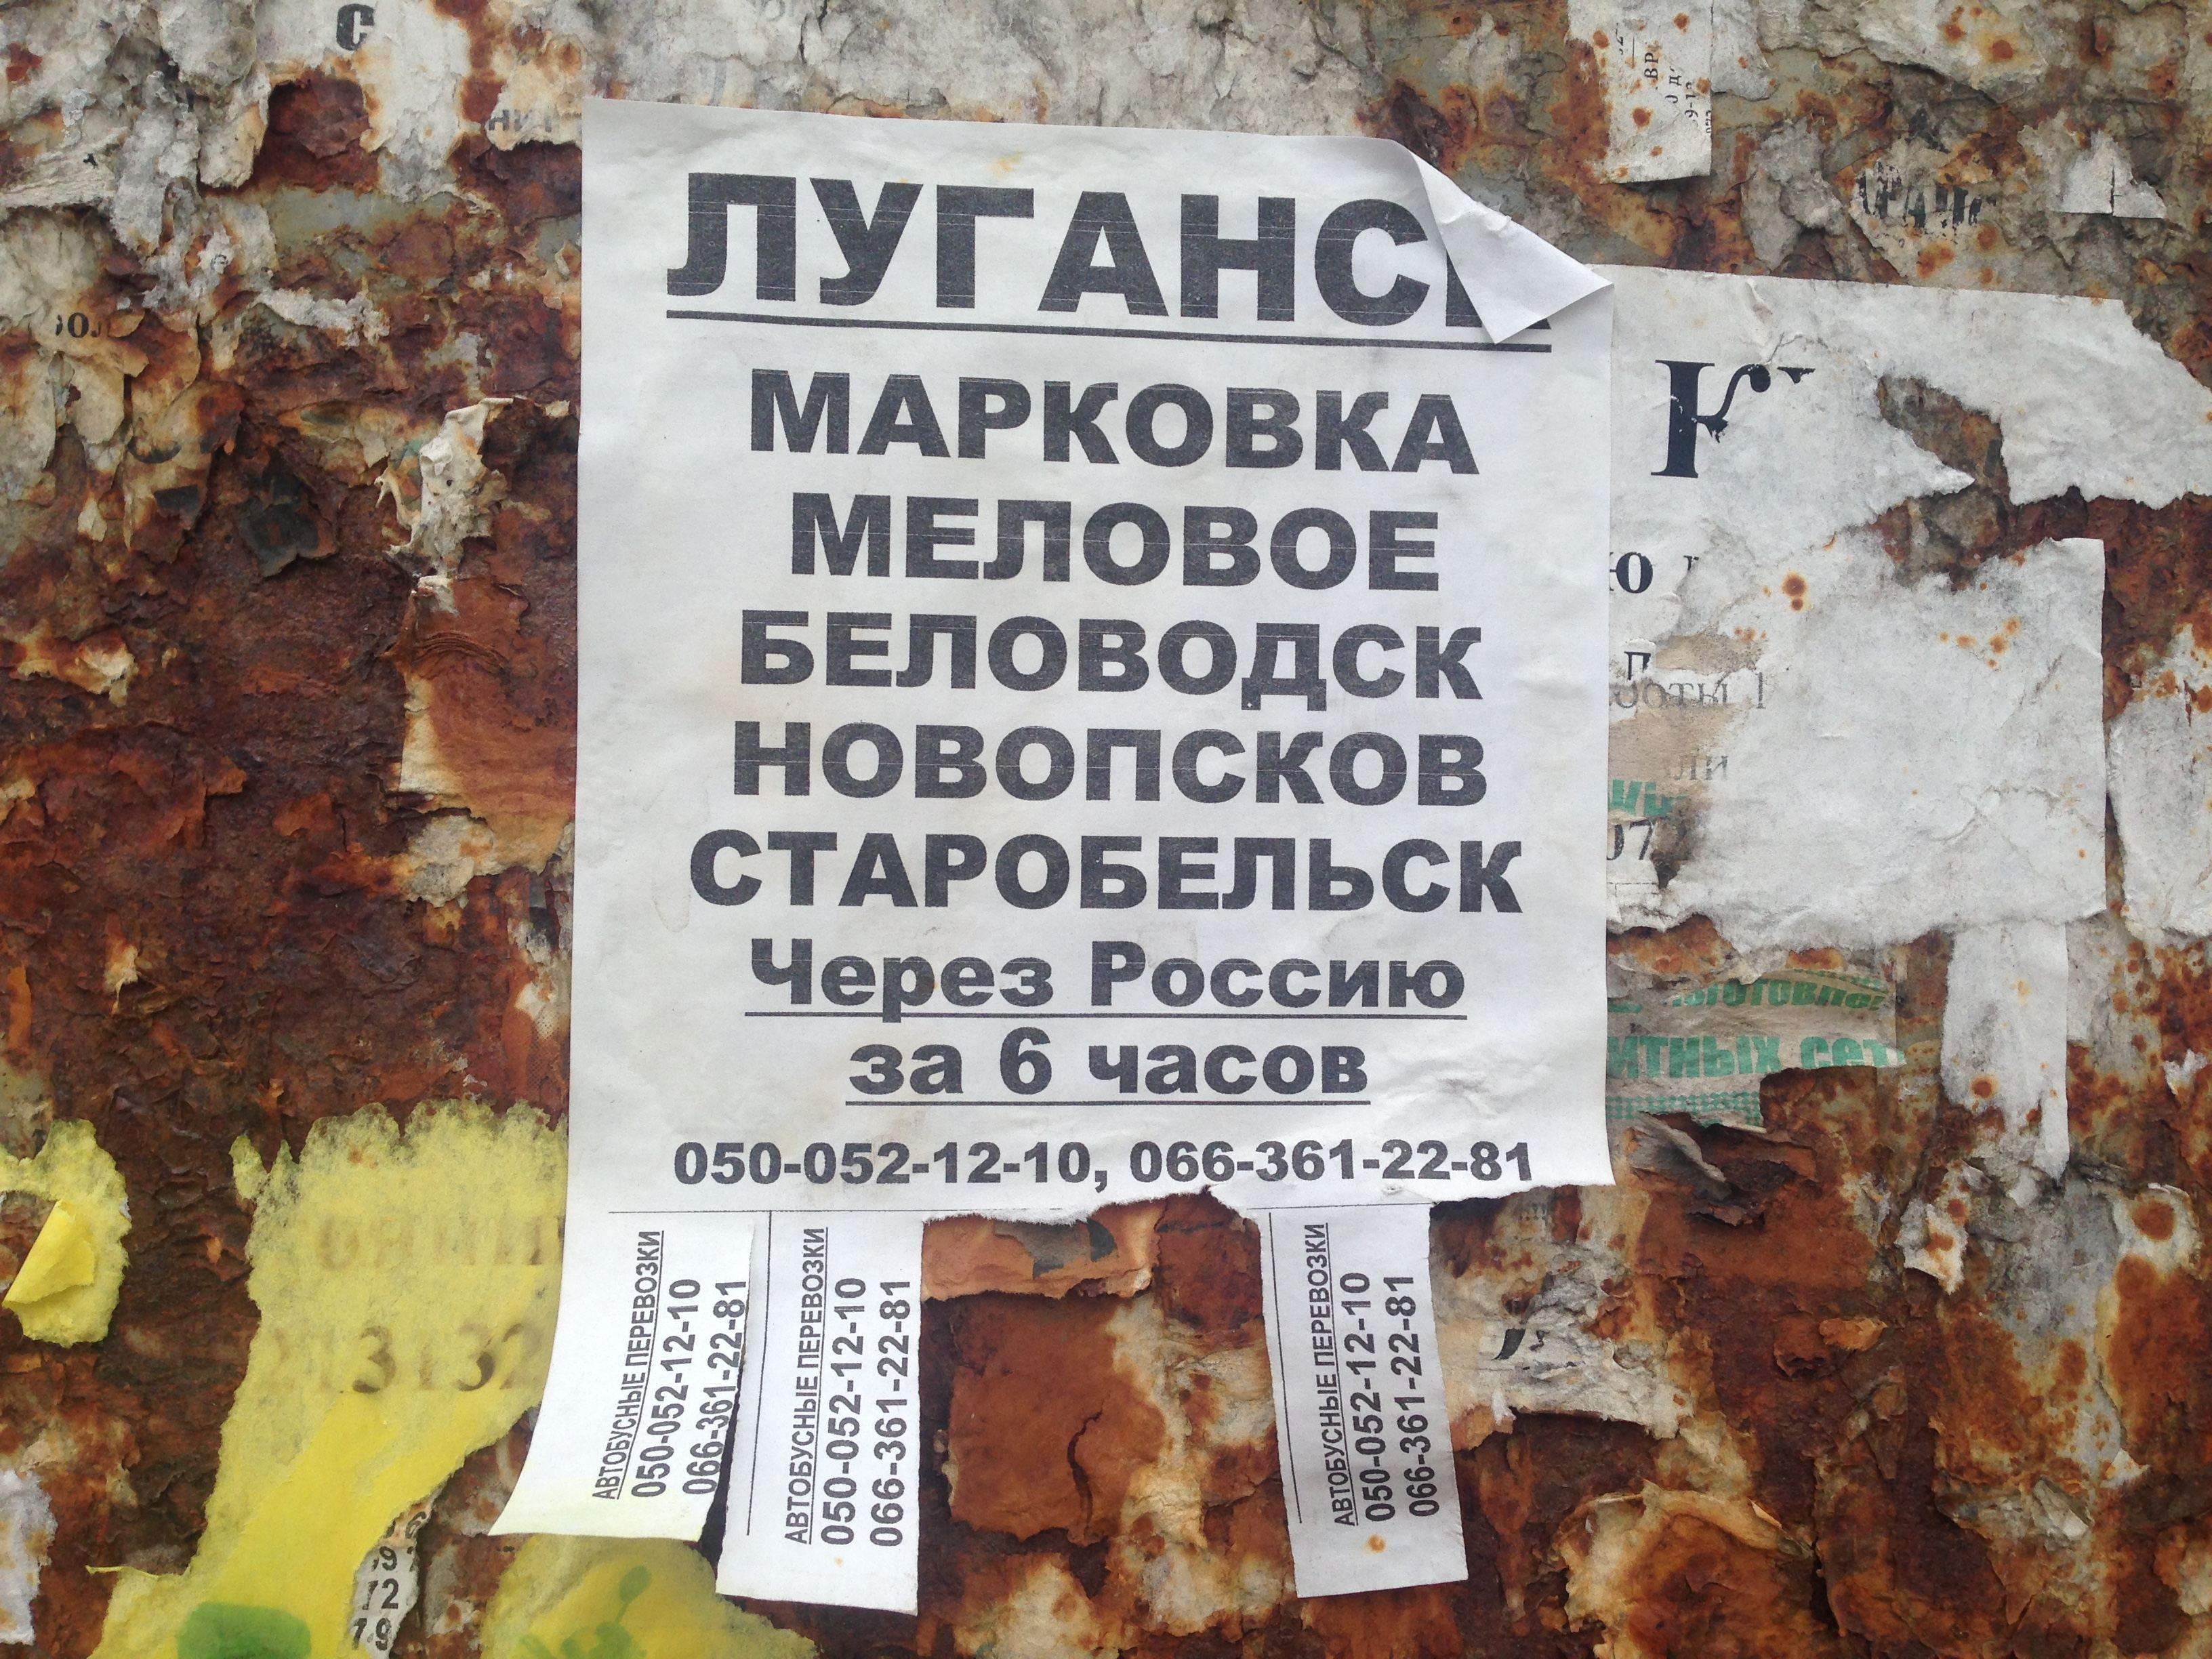 ЛУГАНСК
МАРКОВКА
МЕЛОВОЕ
БЕЛОВОДСК
НОВОПСКОВ
СТАРОБЕЛЬСК
Через Россию
за 6 часов
050-052-12-10, 066-361-22-81
АВТОБУСНЫЕ ПЕРЕВОЗКИ
050-052-12-10
066-361-22-81
АВТОБУСНЫЕ ПЕРЕВОЗКИ
050-052-12-10
066-361-22-81
АВТОБУСНЫЕ ПЕРЕВОЗКИ
050-052-12-10
066-361-22-81